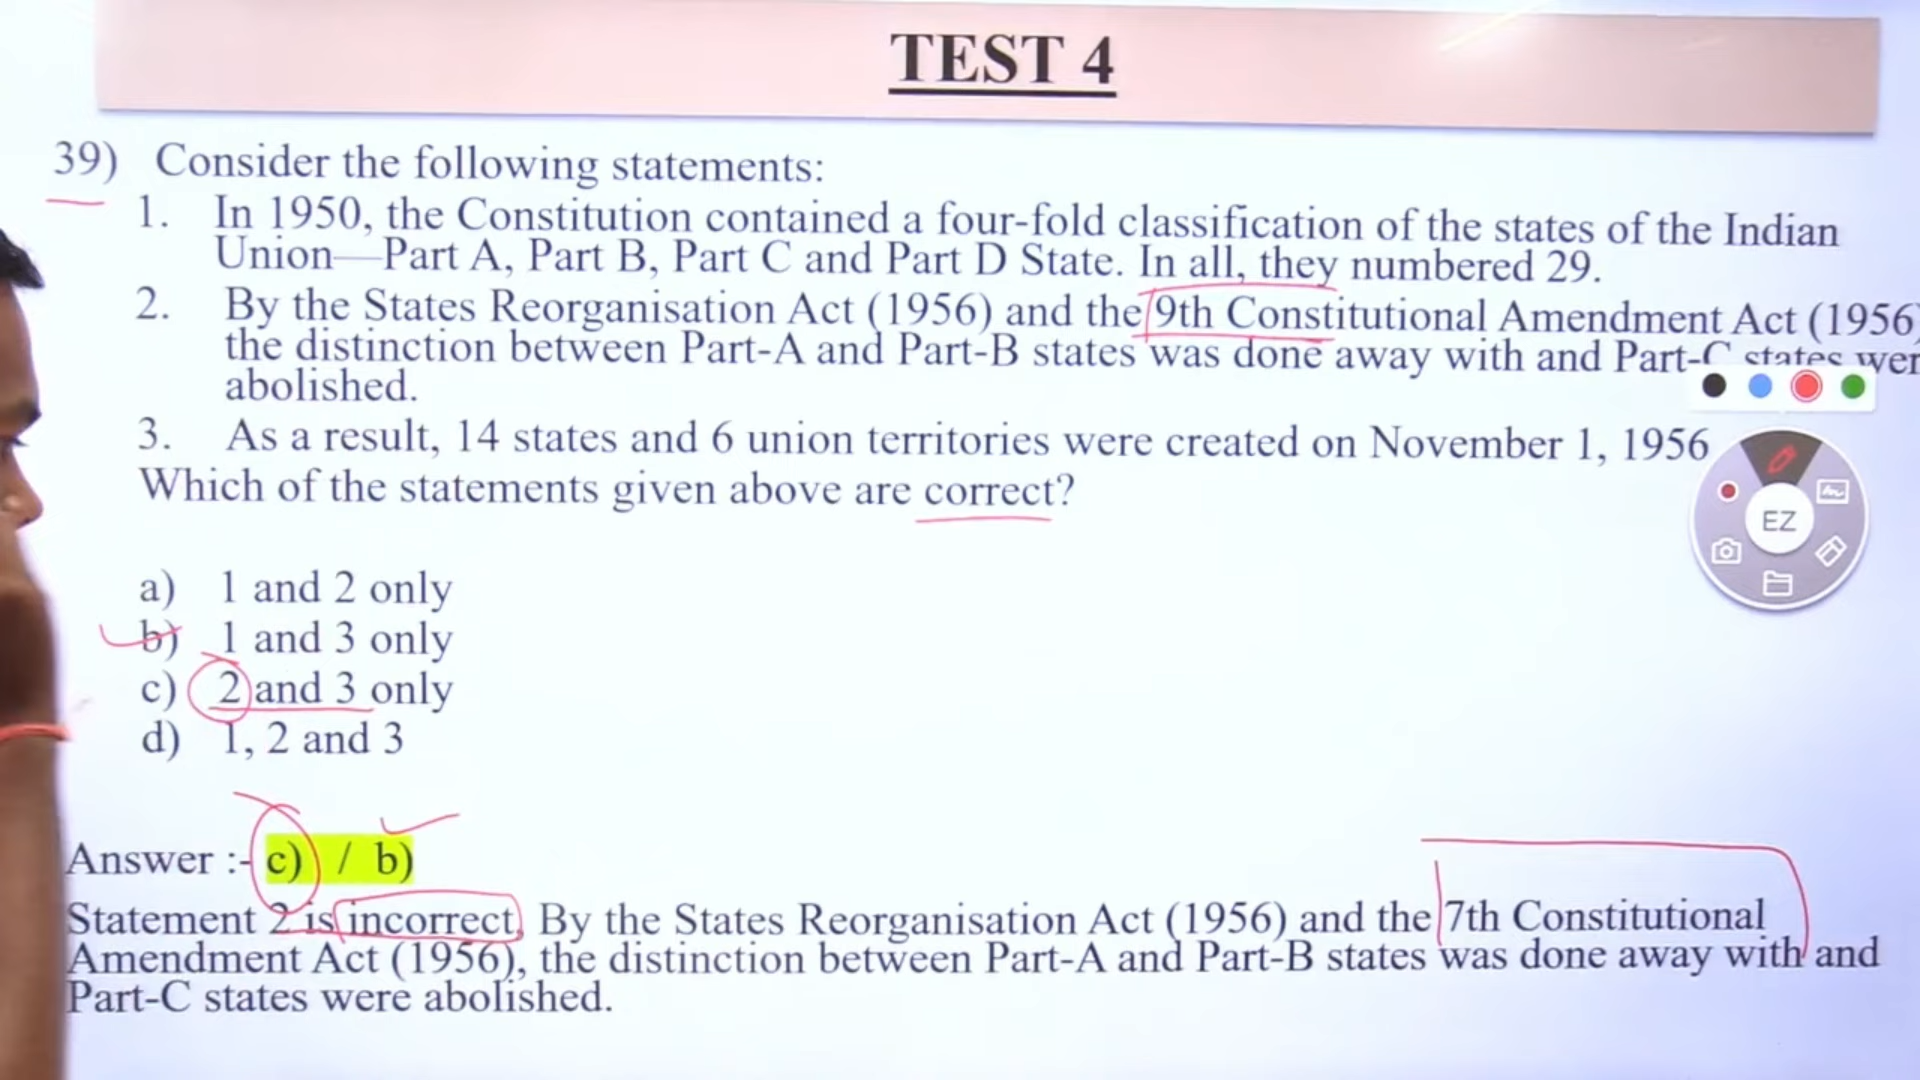 TEST 4
39) Consider the following statements:
1. In 1950, the Constitution contained a four-fold classification of the states of the Indian
Union—Part A, Part B, Part C and Part D State. In all, they numbered 29.
2. By the States Reorganisation Act (1956) and the 9th Constitutional Amendment Act (1956)
the distinction between Part-A and Part-B states was done away with and Part-C states wer
abolished.
3. As a result, 14 states and 6 union territories were created on November 1, 1956
Which of the statements given above are correct?
EZ
a) 1 and 2 only
b) 1 and 3 only
c) 2 and 3 only
d) 1, 2 and 3
Answer :- c) / b)
Statement 2 is incorrect. By the States Reorganisation Act (1956) and the 7th Constitutional
Amendment Act (1956), the distinction between Part-A and Part-B states was done away with and
Part-C states were abolished.